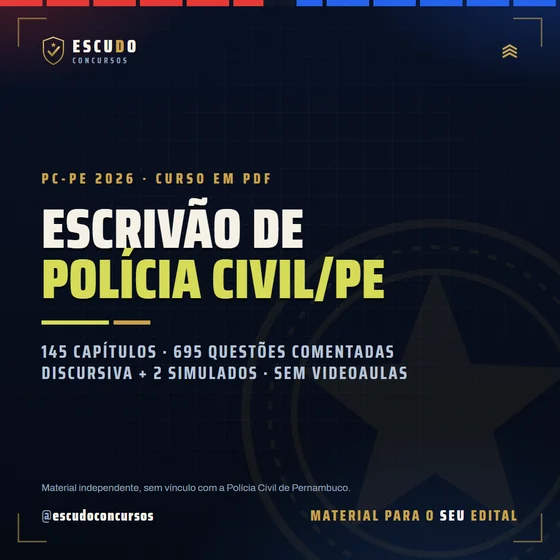 ESCUDO
CONCURSOS
PC-PE 2026 · CURSO EM PDF
ESCRIVÃO DE
POLÍCIA CIVIL/PE
145 CAPÍTULOS · 695 QUESTÕES COMENTADAS
DISCURSIVA + 2 SIMULADOS · SEM VIDEOAULAS
Material independente, sem vínculo com a Polícia Civil de Pernambuco.
@escudoconcursos
MATERIAL PARA O SEU EDITAL